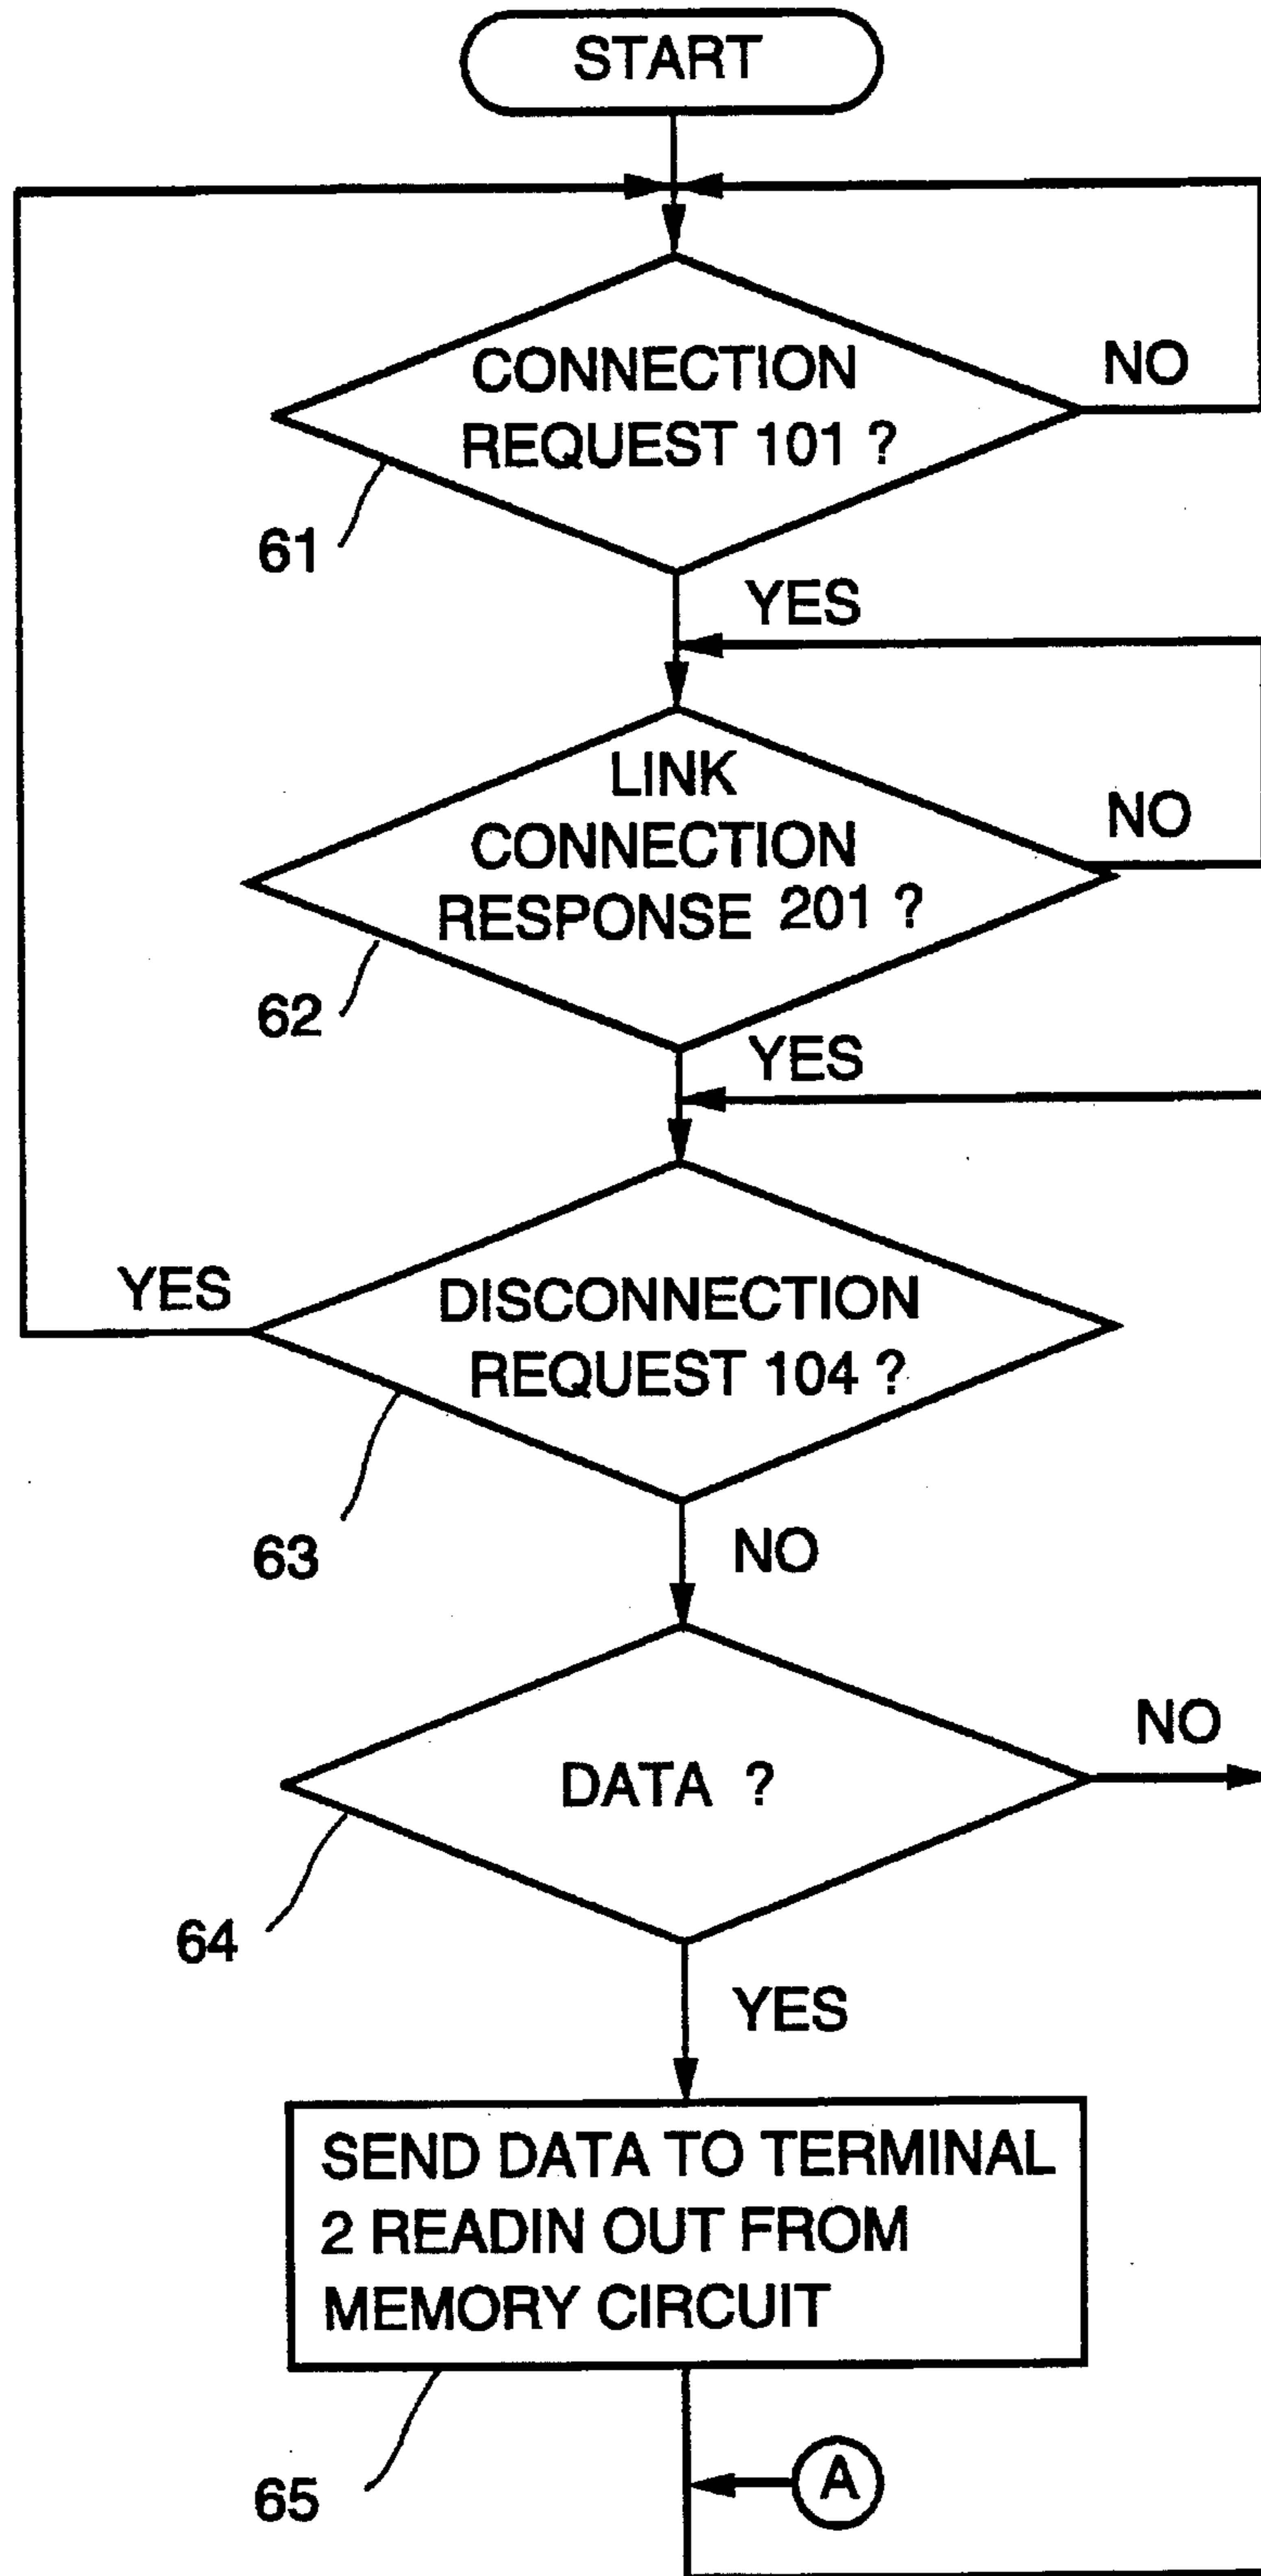 START
CONNECTION
REQUEST 101 ?
NO
61
YES
LINK
CONNECTION
RESPONSE 201 ?
NO
62
YES
DISCONNECTION
REQUEST 104 ?
YES
63
NO
DATA ?
NO
64
YES
SEND DATA TO TERMINAL
2 READIN OUT FROM
MEMORY CIRCUIT
65
A